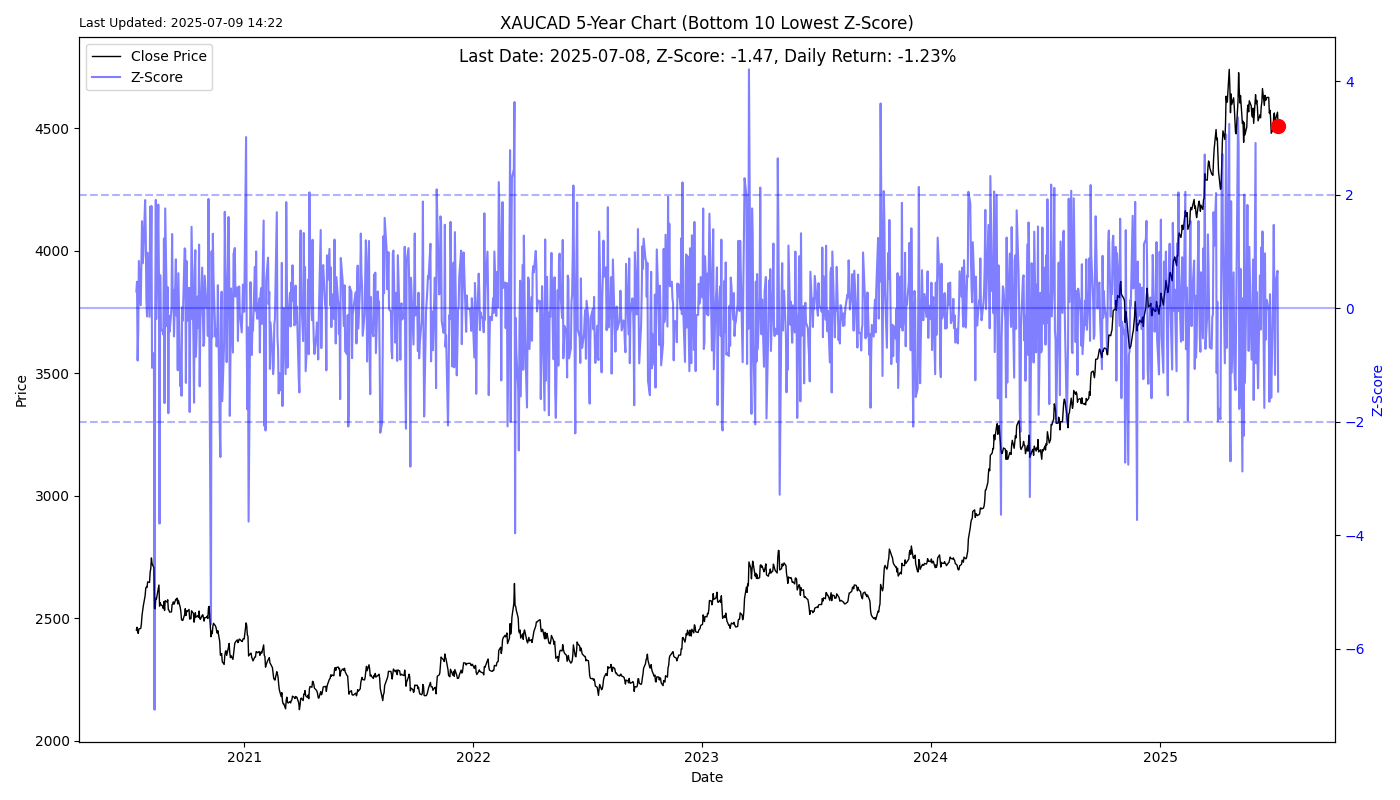 Last Updated: 2025-07-09 14:22
XAUCAD 5-Year Chart (Bottom 10 Lowest Z-Score)
Last Date: 2025-07-08, Z-Score: -1.47, Daily Return: -1.23%
Close Price
Z-Score
4500
4000
3500
3000
2500
2000
Price
4
2
0
−2
−4
−6
Z-Score
2021
2022
2023
2024
2025
Date